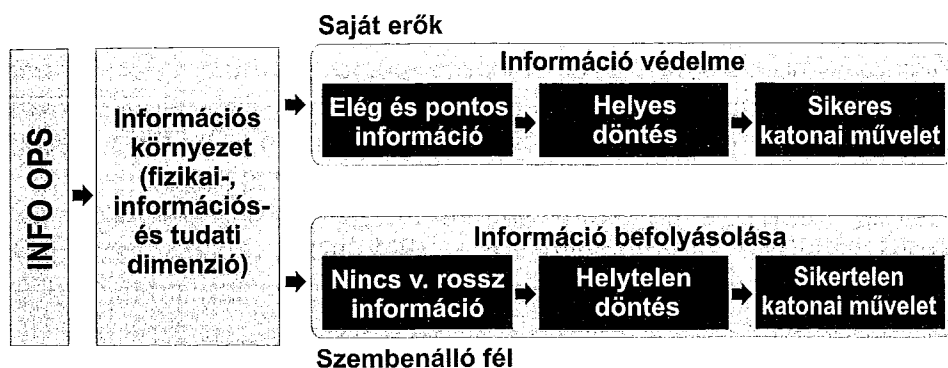 INFO OPS
Információs
környezet
(fizikai-,
információs-
és tudati
dimenzió)
Saját erők
Információ védelme
Elég és pontos
információ
Helyes
döntés
Sikeres
katonai művelet
Információ befolyásolása
Nincs v. rossz
információ
Helytelen
döntés
Sikertelen
katonai művelet
Szembenálló fél